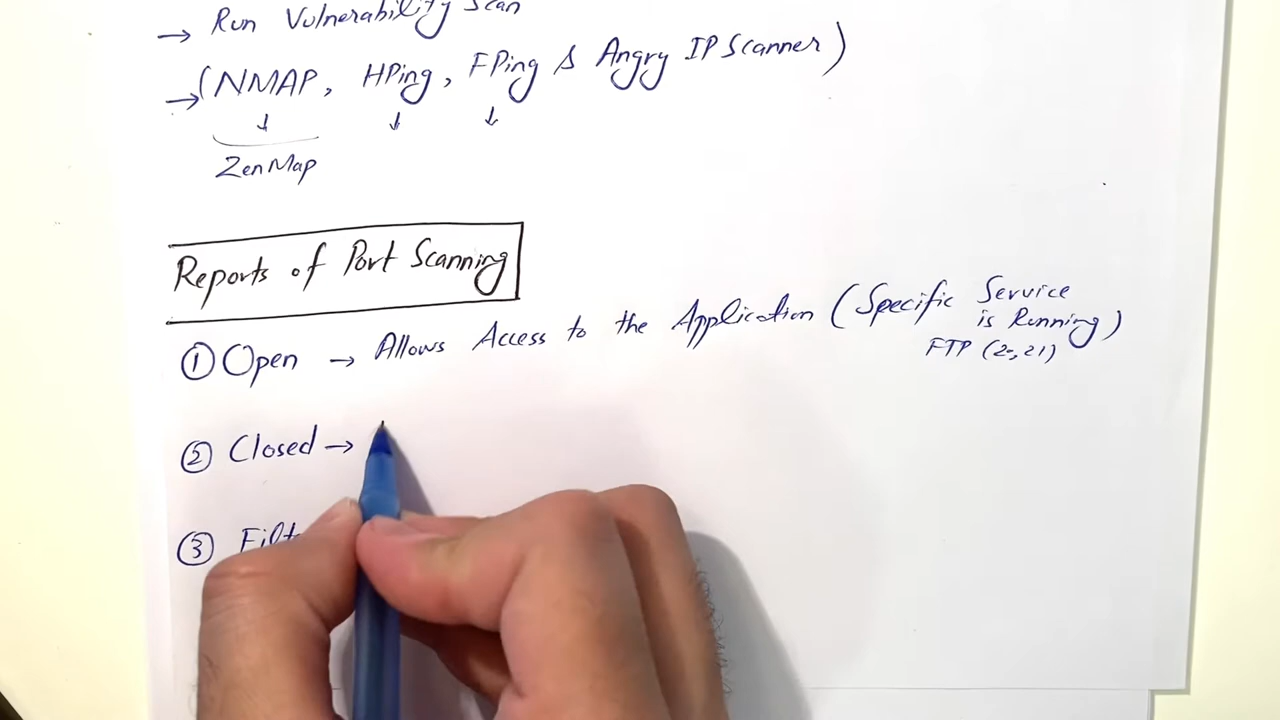 → Run Vulnerability Scan
→ (NMAP, HPing, FPing & Angry IP Scanner)
↓ ↓ ↓
ZenMap
Reports of Port Scanning
① Open → Allows Access to the Application (Specific Service
is Running)
FTP (20,21)
② Closed →
③ Filt